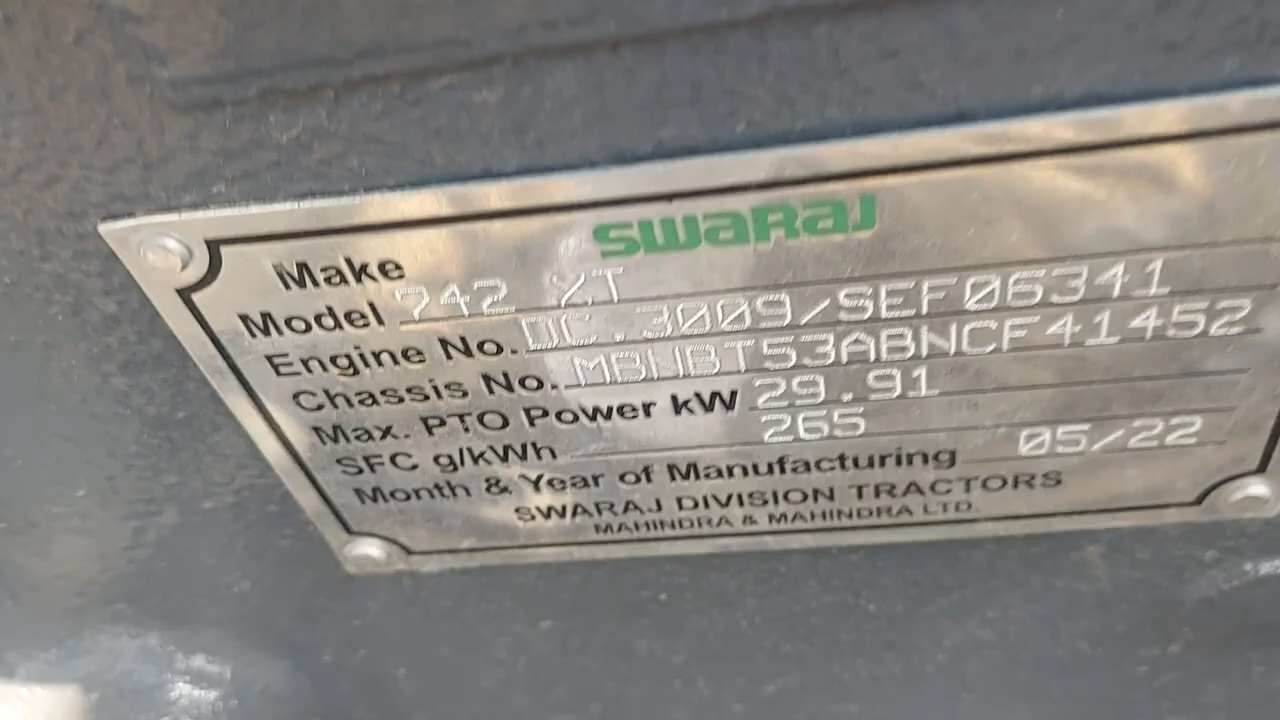 swaraj
Make
Model 742 XT
Engine No. DC.3009/SEF06341
Chassis No. MBNBT53ABNCF41452
Max. PTO Power kW 29.91
SFC g/kWh 265
Month & Year of Manufacturing 05/22
SWARAJ DIVISION TRACTORS
MAHINDRA & MAHINDRA LTD.